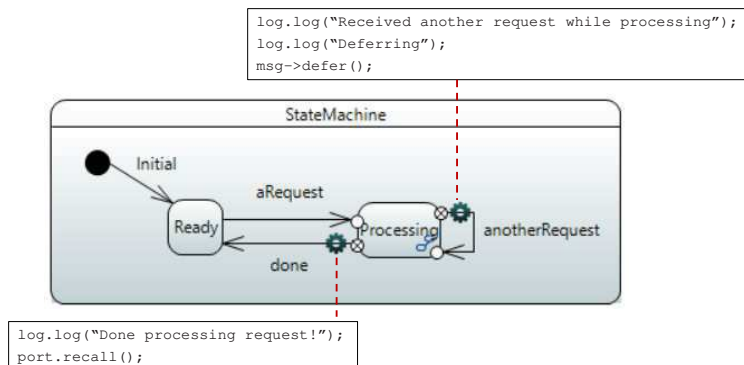 log.log(“Received another request while processing”);
log.log(“Deferring”);
msg->defer();
StateMachine
Initial
aRequest
Ready
Processing
anotherRequest
done
log.log(“Done processing request!”);
port.recall();